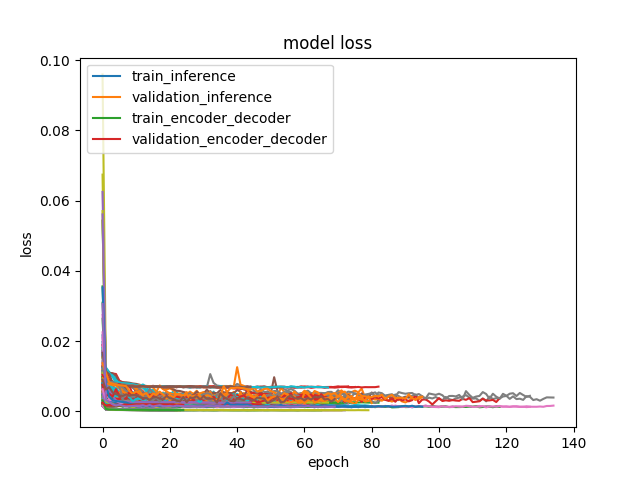 model loss
0.10
0.08
0.06
0.04
0.02
0.00
loss
train_inference
validation_inference
train_encoder_decoder
validation_encoder_decoder
0 20 40 60 80 100 120 140
epoch